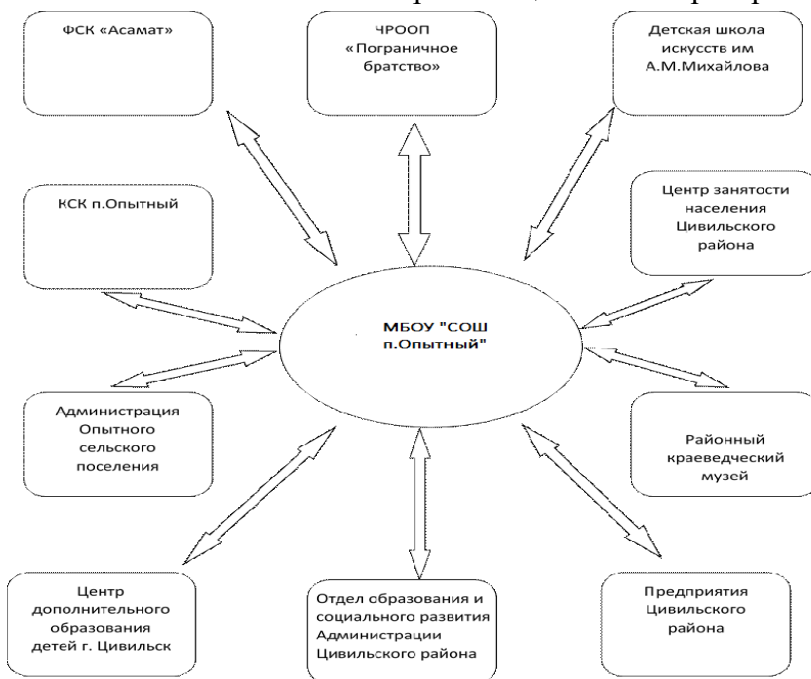 ФСК «Асамат»
ЧРООП
«Пограничное
братство»
Детская школа
искусств им
А.М.Михайлова
КСК п.Опытный
Центр занятости
населения
Цивильского
района
МБОУ "СОШ
п.Опытный"
Администрация
Опытного
сельского
поселения
Районный
краеведческий
музей
Центр
дополнительного
образования
детей г. Цивильск
Отдел образования и
социального развития
Администрации
Цивильского района
Предприятия
Цивильского
района